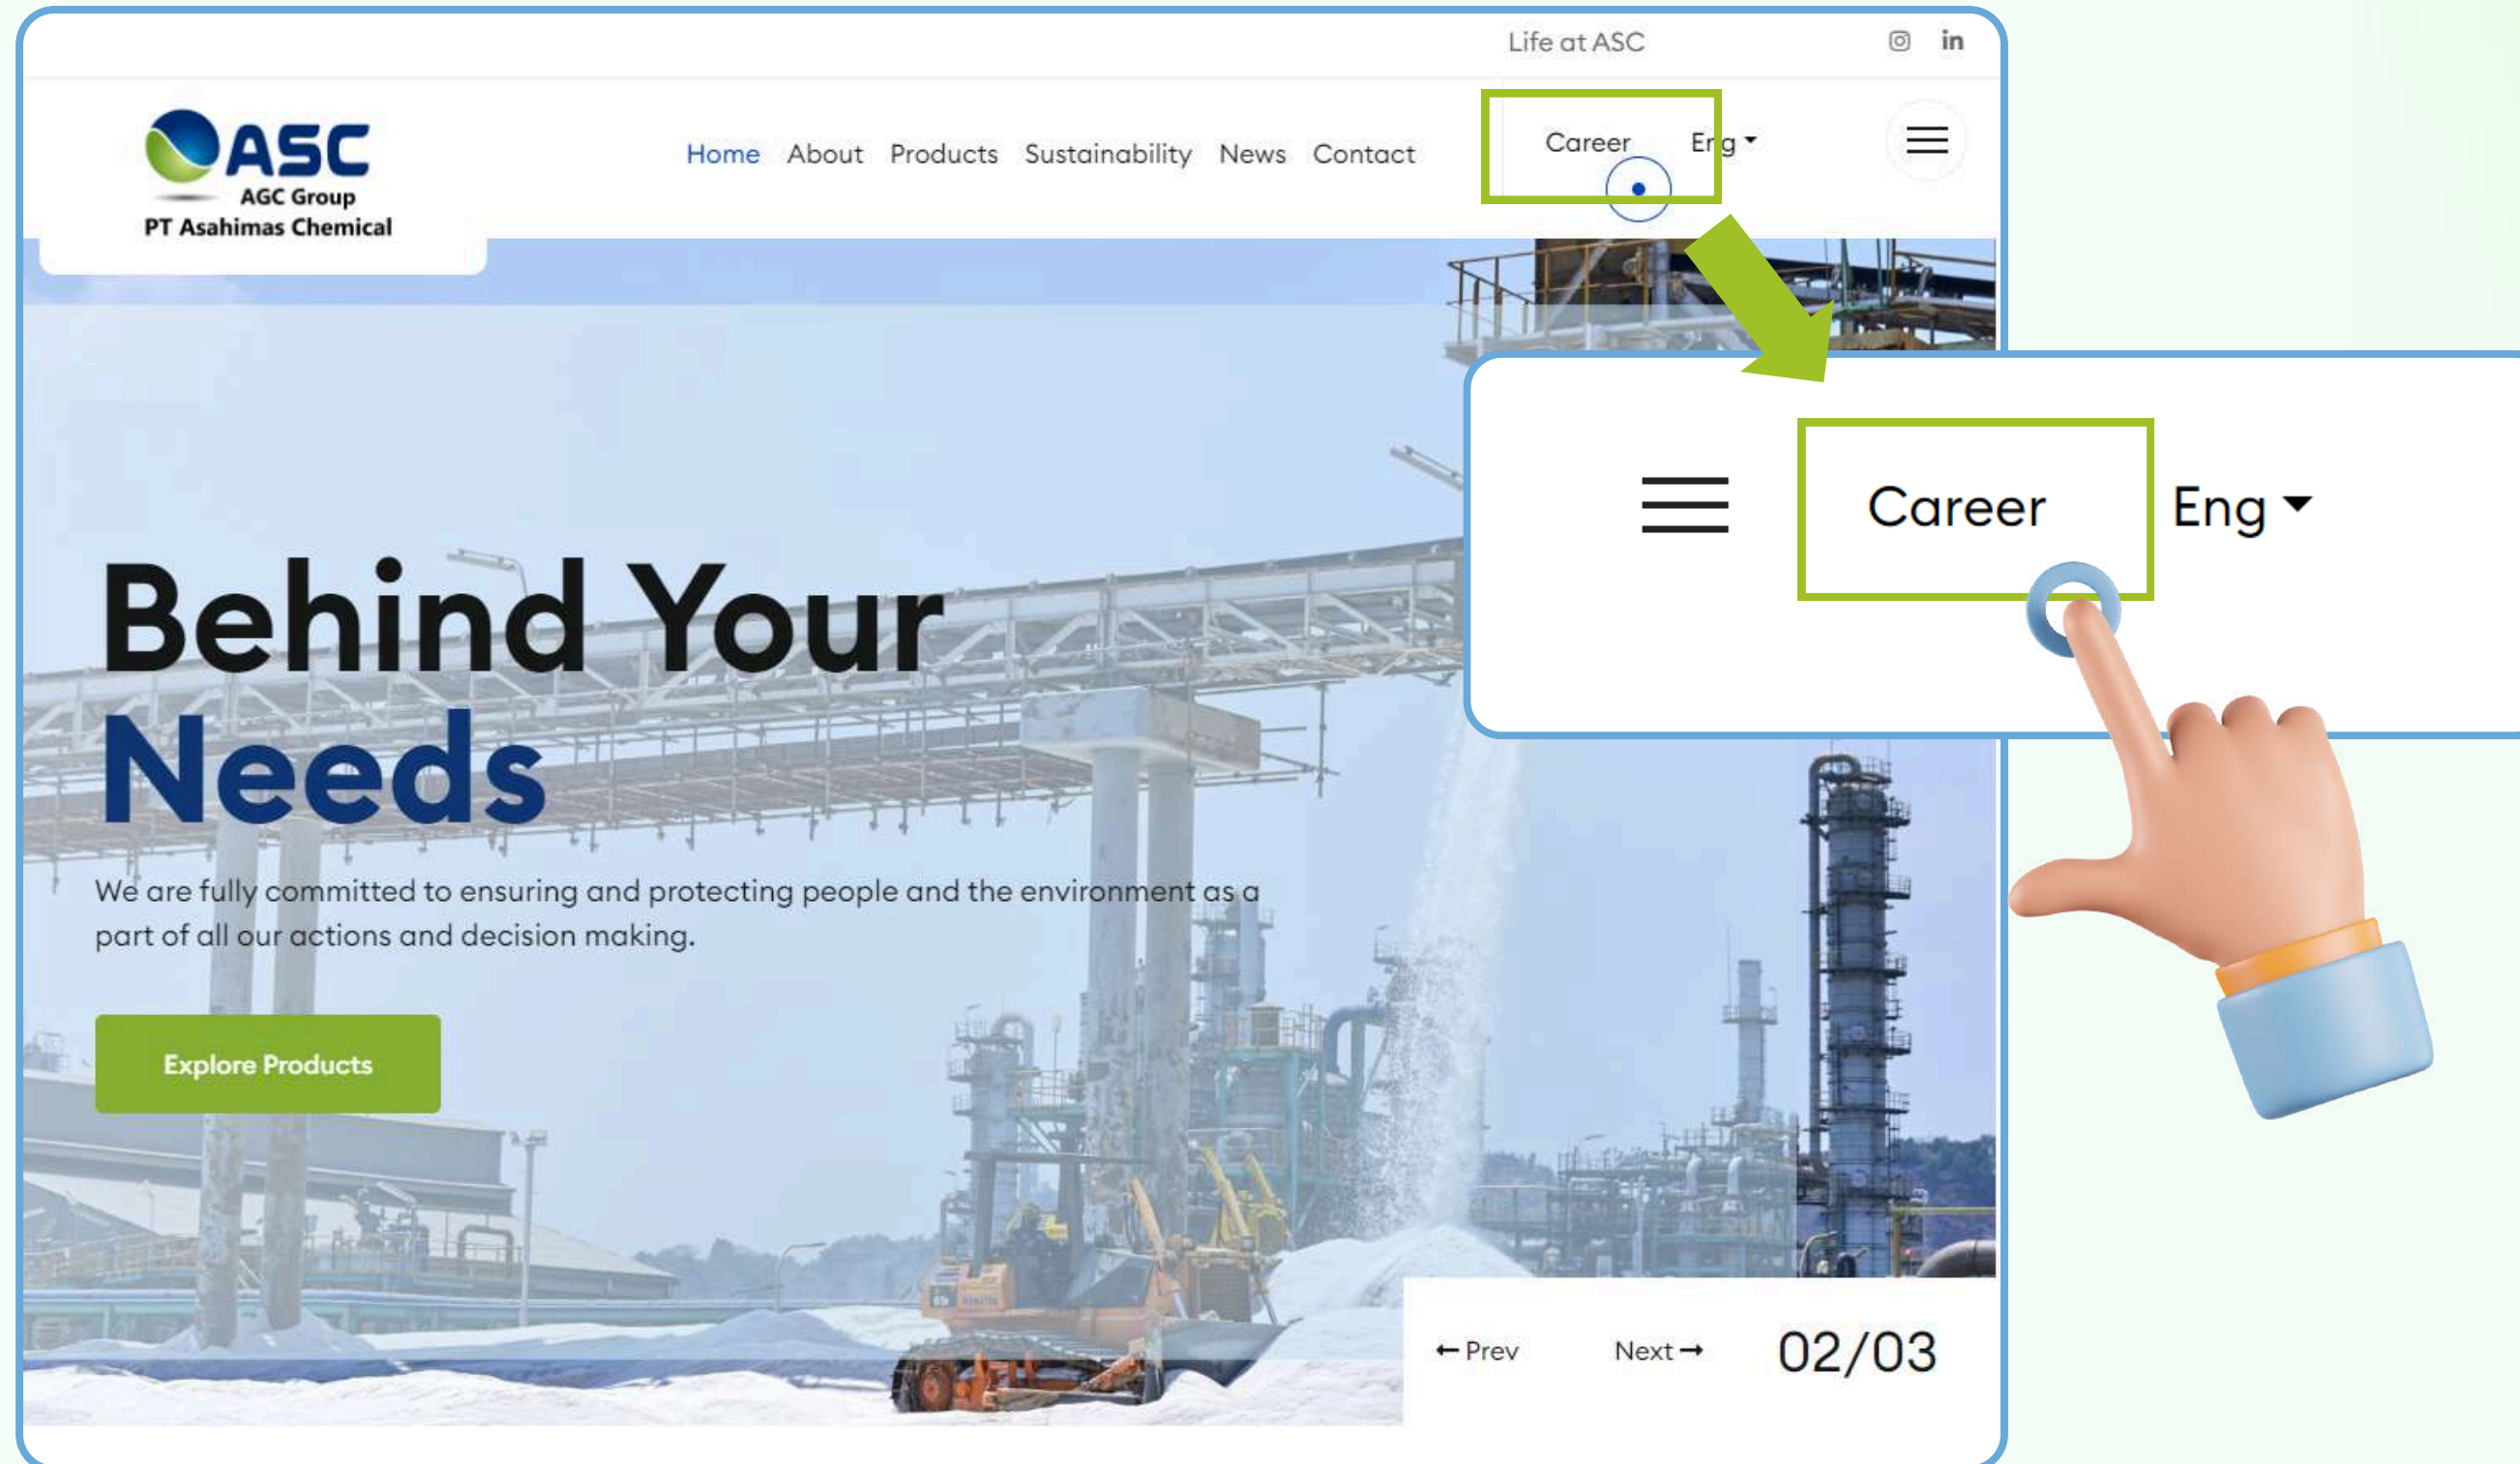 Life at ASC
in
ASC
AGC Group
PT Asahimas Chemical
Home About Products Sustainability News Contact
Career Eng
Career Eng
Behind Your
Needs
We are fully committed to ensuring and protecting people and the environment as a
part of all our actions and decision making.
Explore Products
← Prev Next → 02/03